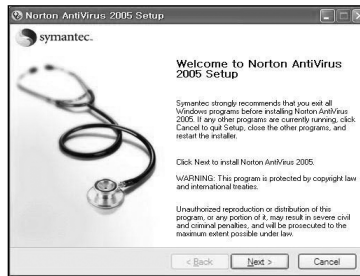 Norton AntiVirus 2005 Setup
symantec.
Welcome to Norton AntiVirus
2005 Setup
Symantec strongly recommends that you exit all
Windows programs before installing Norton AntiVirus
2005. If any other programs are currently running, click
Cancel to quit Setup, close the other programs, and
restart the installer.
Click Next to install Norton AntiVirus 2005.
WARNING: This program is protected by copyright law
and international treaties.
Unauthorized reproduction or distribution of this
program, or any portion of it, may result in severe civil
and criminal penalties, and will be prosecuted to the
maximum extent possible under law.
< Back
Next >
Cancel